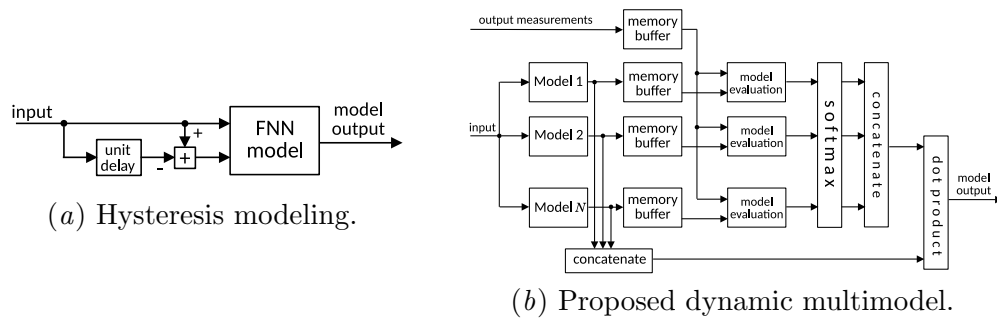 input
unit
delay
-
+
+
FNN
model
model
output
(a) Hysteresis modeling.
output measurements
memory
buffer
input
Model 1
memory
buffer
model
evaluation
Model 2
memory
buffer
model
evaluation
Model N
memory
buffer
model
evaluation
softmax
concatenate
concatenate
dot product
model
output
(b) Proposed dynamic multimodel.